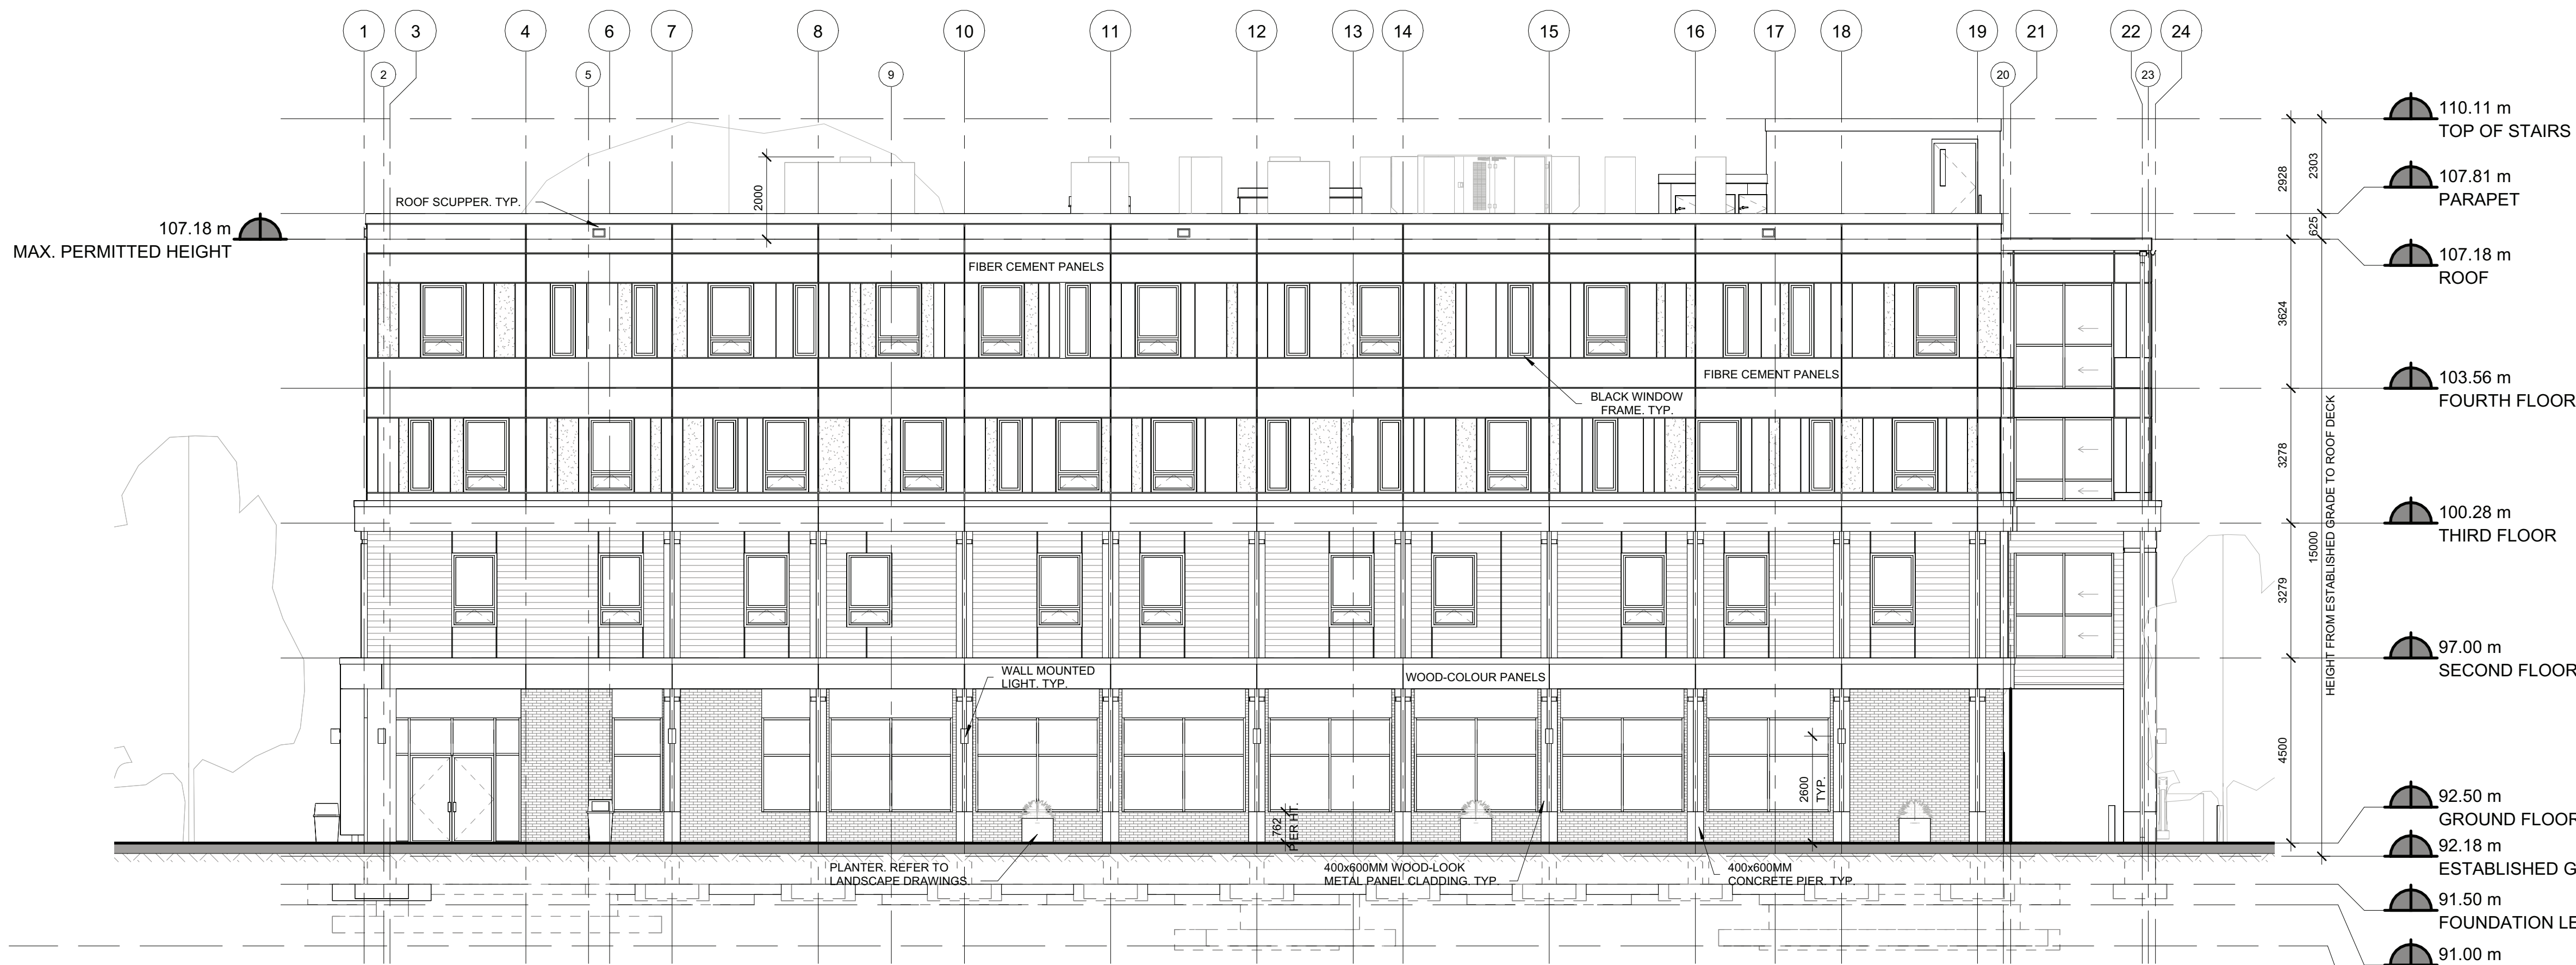 1
3
4
6
7
8
10
11
12
13
14
15
16
17
18
19
21
22
24
2
5
9
20
23
110.11 m
TOP OF STAIRS
2928
2303
2000
107.81 m
PARAPET
ROOF SCUPPER. TYP.
107.18 m
MAX. PERMITTED HEIGHT
625
107.18 m
ROOF
FIBER CEMENT PANELS
3624
FIBRE CEMENT PANELS
BLACK WINDOW
FRAME. TYP.
103.56 m
FOURTH FLOOR
3278
HEIGHT FROM ESTABLISHED GRADE TO ROOF DECK
15000
100.28 m
THIRD FLOOR
3279
97.00 m
SECOND FLOOR
WALL MOUNTED
LIGHT. TYP.
WOOD-COLOUR PANELS
4500
2600
TYP.
762
PIER HT.
92.50 m
GROUND FLOOR
92.18 m
ESTABLISHED G
PLANTER. REFER TO
LANDSCAPE DRAWINGS.
400x600MM WOOD-LOOK
METAL PANEL CLADDING. TYP.
400x600MM
CONCRETE PIER. TYP.
91.50 m
FOUNDATION LE
91.00 m